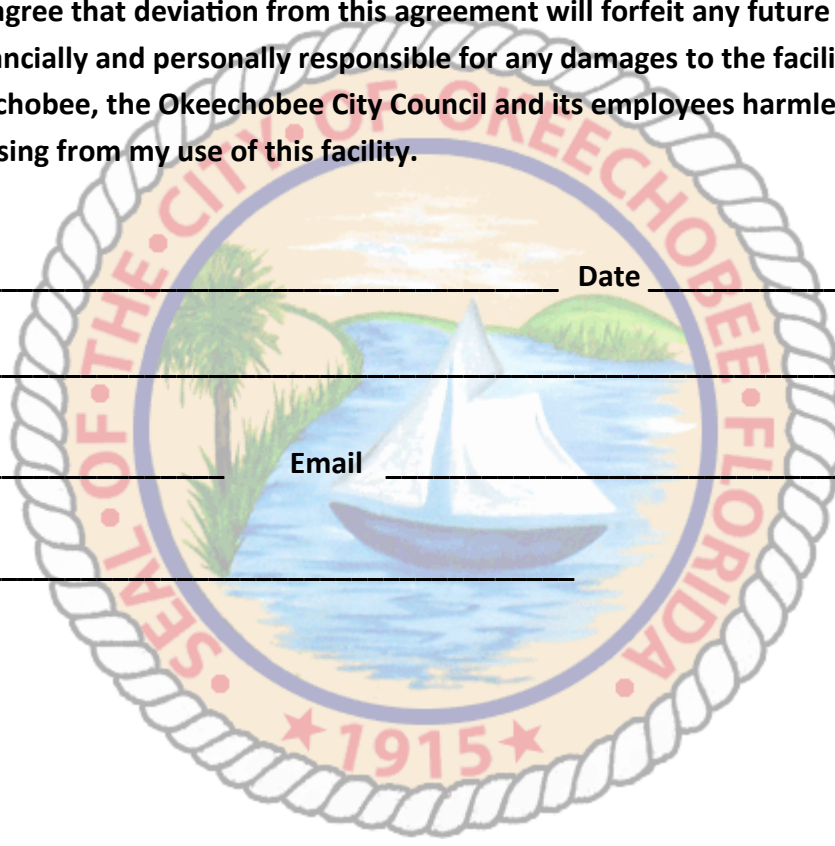 agree that deviation from this agreement will forfeit any future
ancially and personally responsible for any damages to the facili
chobee, the Okeechobee City Council and its employees harmle
sing from my use of this facility.
Date
Email
SEAL•OF•THE•CITY•OF•OKEECHOBEE•FLORIDA
★1915★